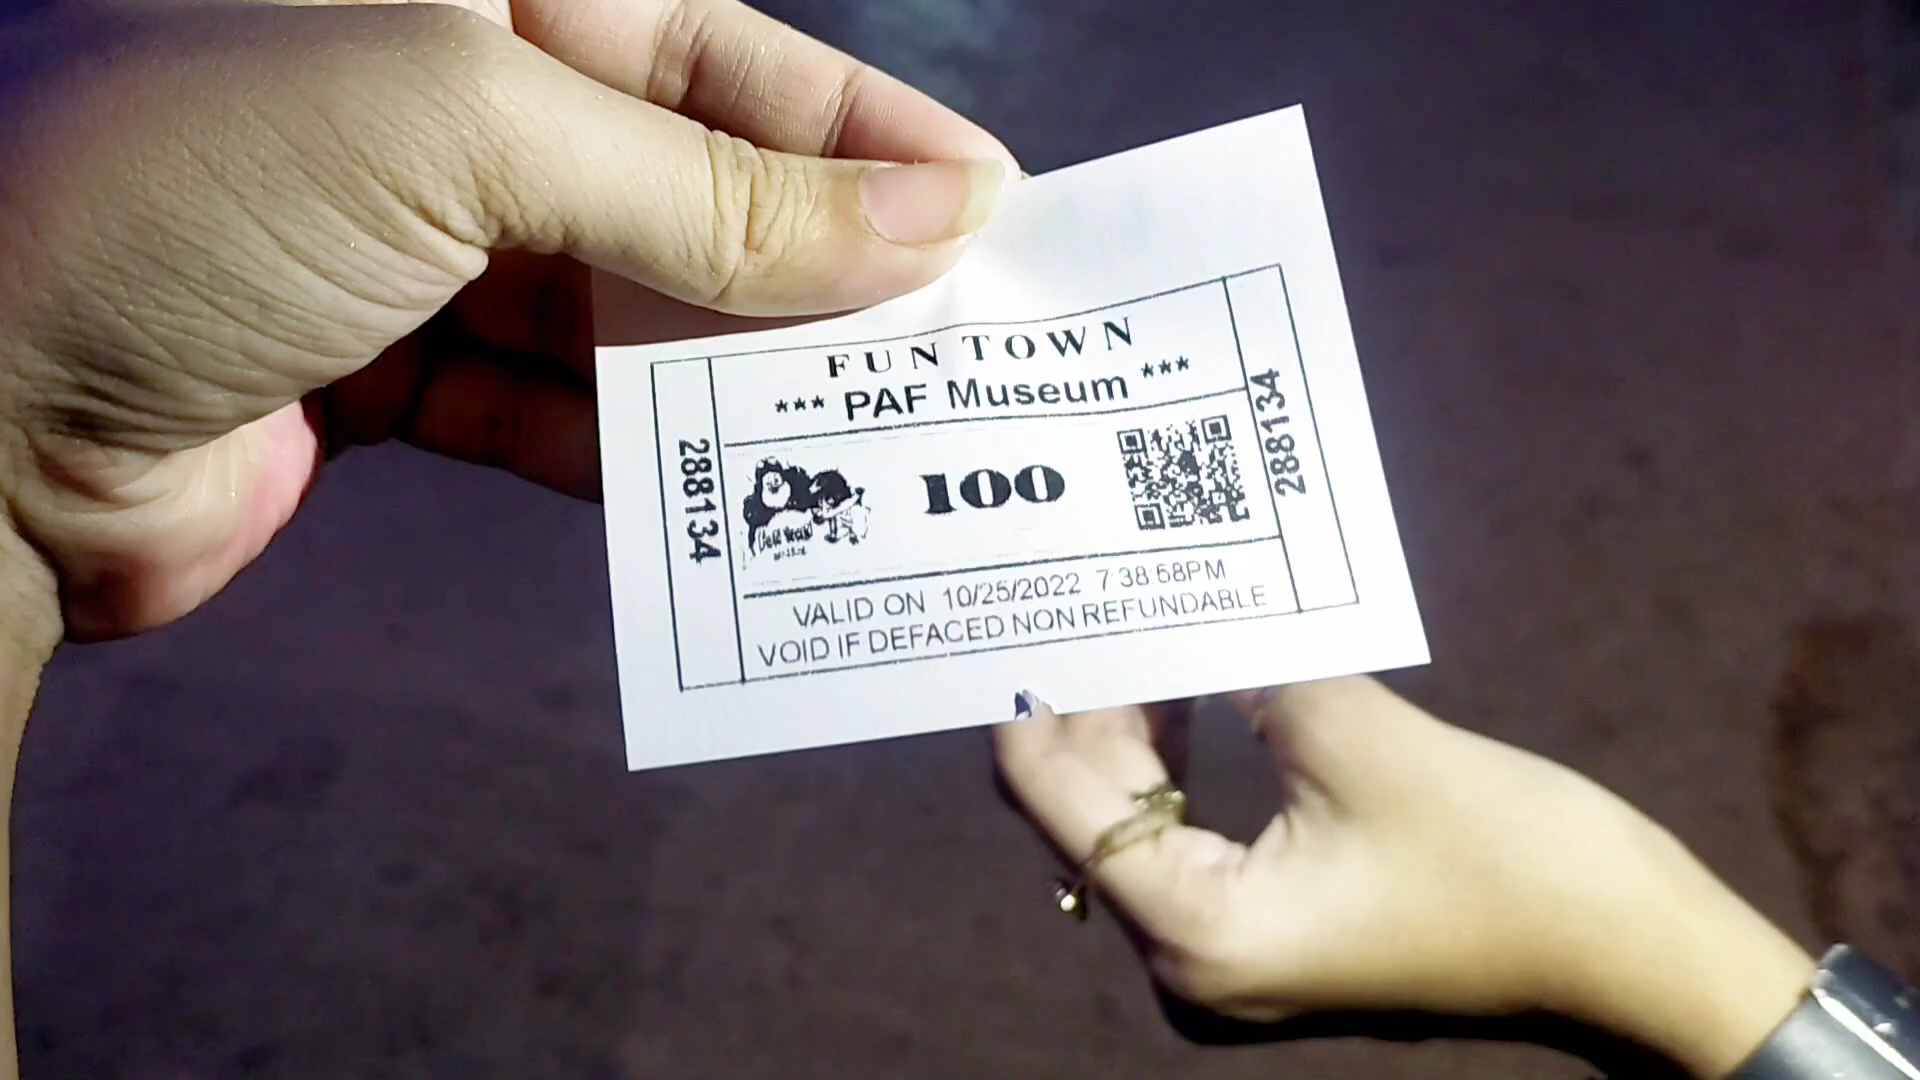 FUN TOWN
*** PAF Museum ***
288134
100
288134
VALID ON 10/25/2022 7:38:58PM
VOID IF DEFACED NON REFUNDABLE